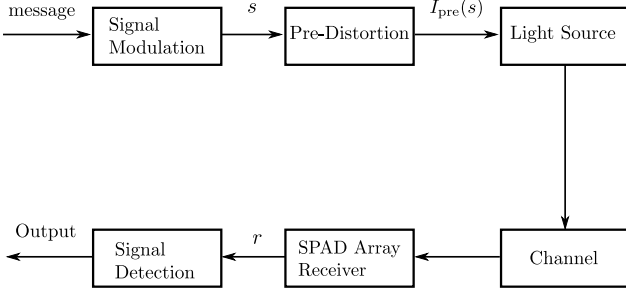 message
Signal
Modulation
s
Pre-Distortion
I_pre(s)
Light Source
Output
Signal
Detection
r
SPAD Array
Receiver
Channel